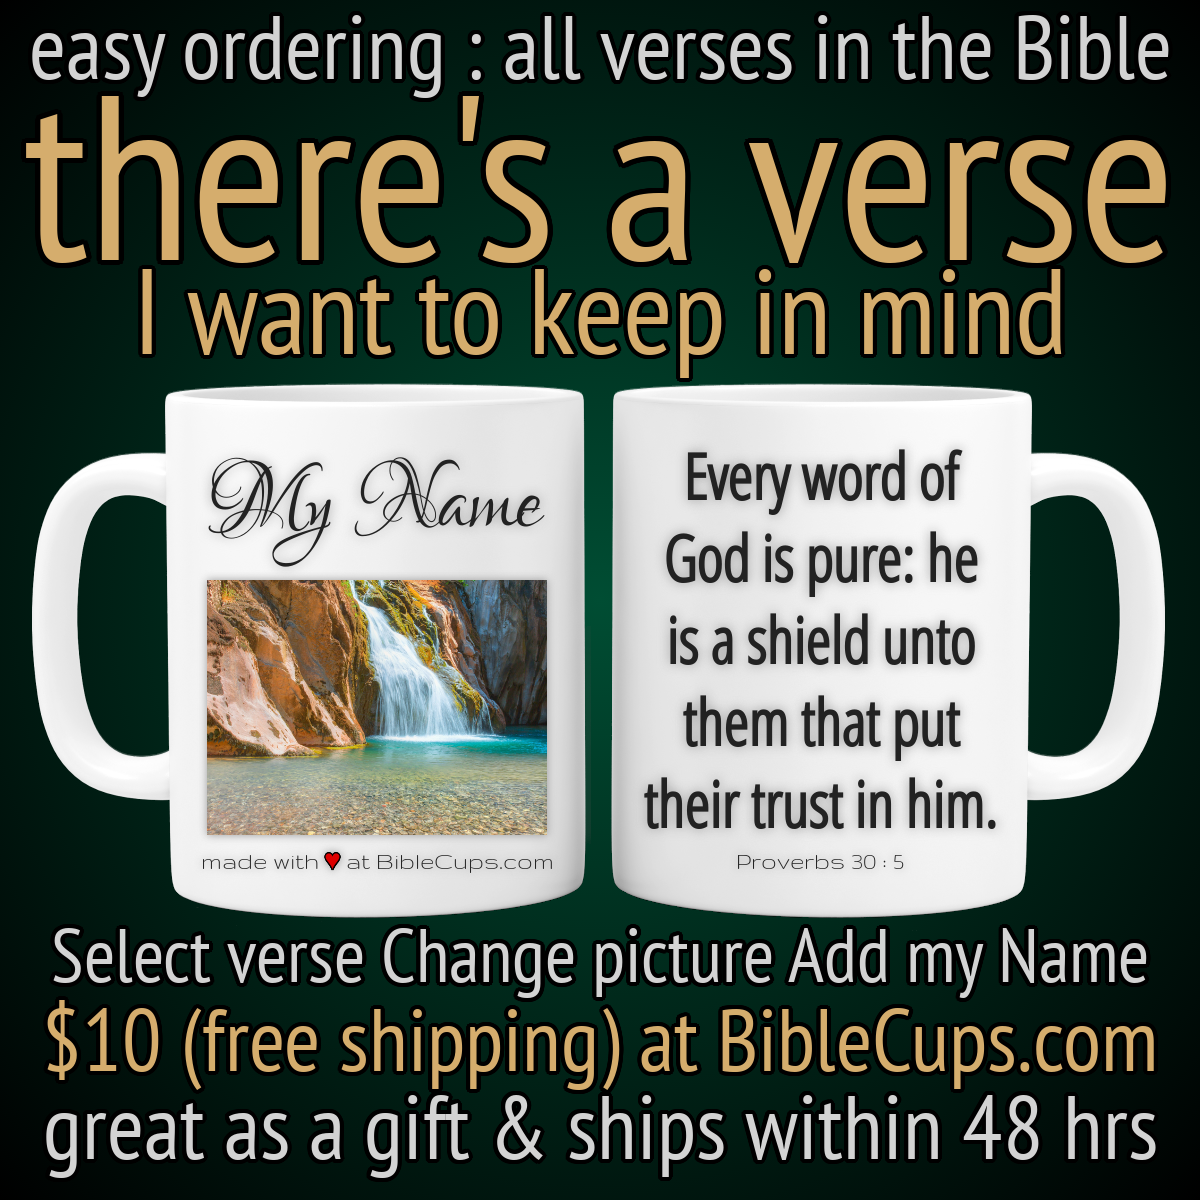 easy ordering : all verses in the Bible
there's a verse
I want to keep in mind
My Name
made with ♥ at BibleCups.com
Every word of
God is pure: he
is a shield unto
them that put
their trust in him.
Proverbs 30 : 5
Select verse Change picture Add my Name
$10 (free shipping) at BibleCups.com
great as a gift & ships within 48 hrs